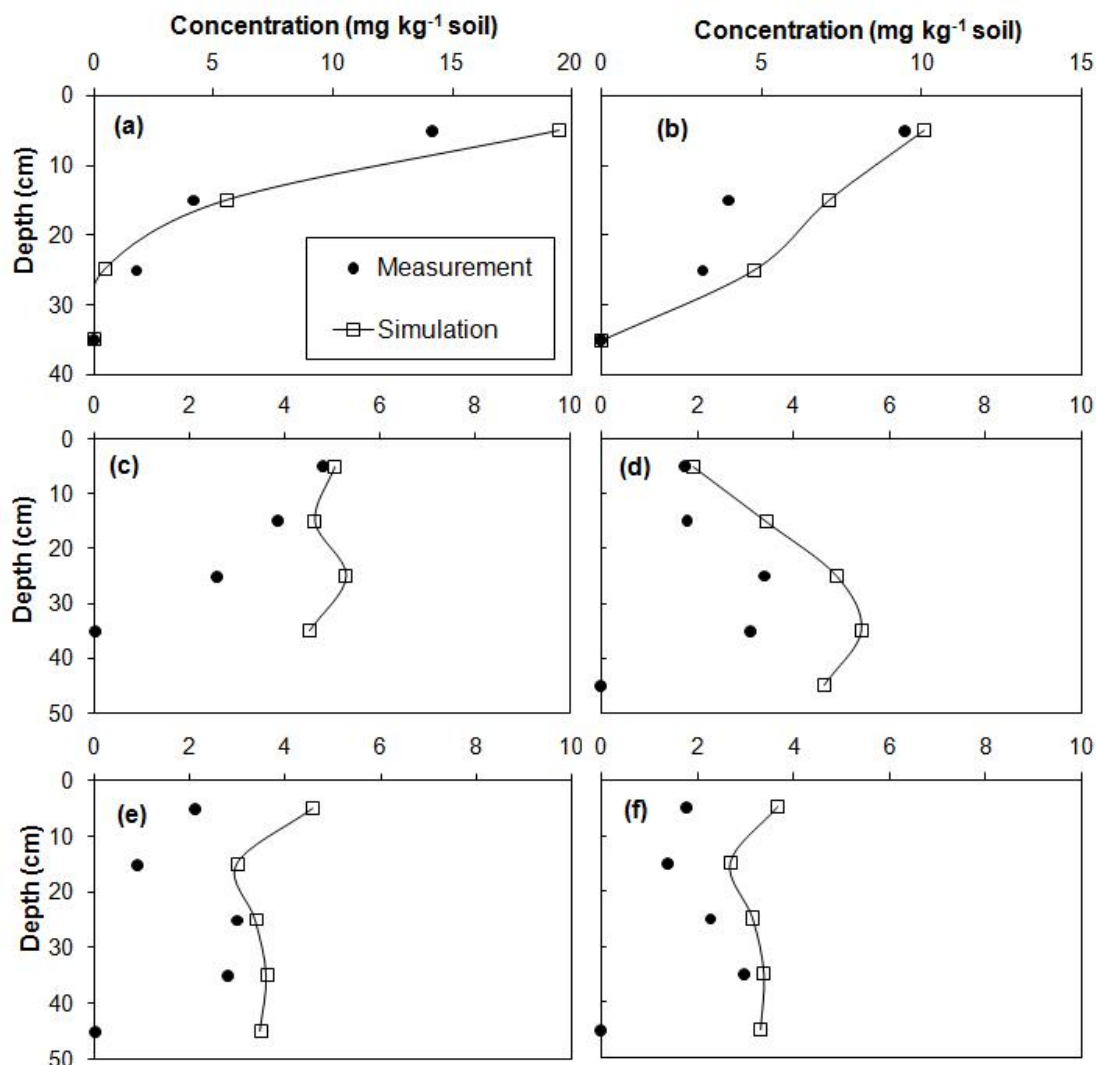 Concentration (mg kg-1 soil)
0 5 10 15 20
Concentration (mg kg-1 soil)
0 5 10 15
Depth (cm)
0
10
20
30
40
(a)
Measurement
Simulation
(b)
0 2 4 6 8 10
0 2 4 6 8 10
Depth (cm)
0
10
20
30
40
50
(c)
(d)
0 2 4 6 8 10
0 2 4 6 8 10
Depth (cm)
0
10
20
30
40
50
(e)
(f)